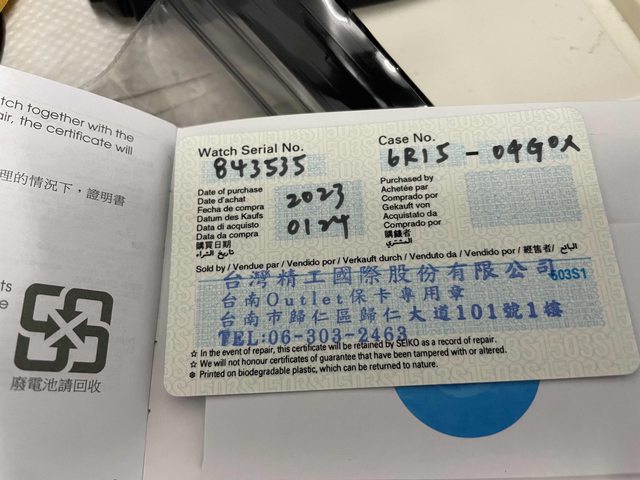 tch together with the
air, the certificate will
理的情況下，證明書
ts
e
廢電池請回收
Watch Serial No.
843535
Case No.
6R15 - 04G0X
Date of purchase
Date d'achat
Fecha de compra
Datum des Kaufs
Data di acquisto
Data da compra
購買日期
تاريخ الشراء
2023
0124
Purchased by
Achetée par
Comprado por
Gekauft von
Acquistato da
Comprado por
購錶者
المشتري
Sold by / Vendue par / Vendido por / Verkauft durch / Venduto da / Vendido por / 經售者/ البائع
台灣精工國際股份有限公司
603S1
台南Outlet保卡專用章
台南市歸仁區歸仁大道101號1樓
TEL:06-303-2463
☆ In the event of repair, this certificate will be retained by SEIKO as a record of repair.
☆ We will not honour certificates of guarantee that have been tampered with or altered.
❄ Printed on biodegradable plastic, which can be returned to nature.